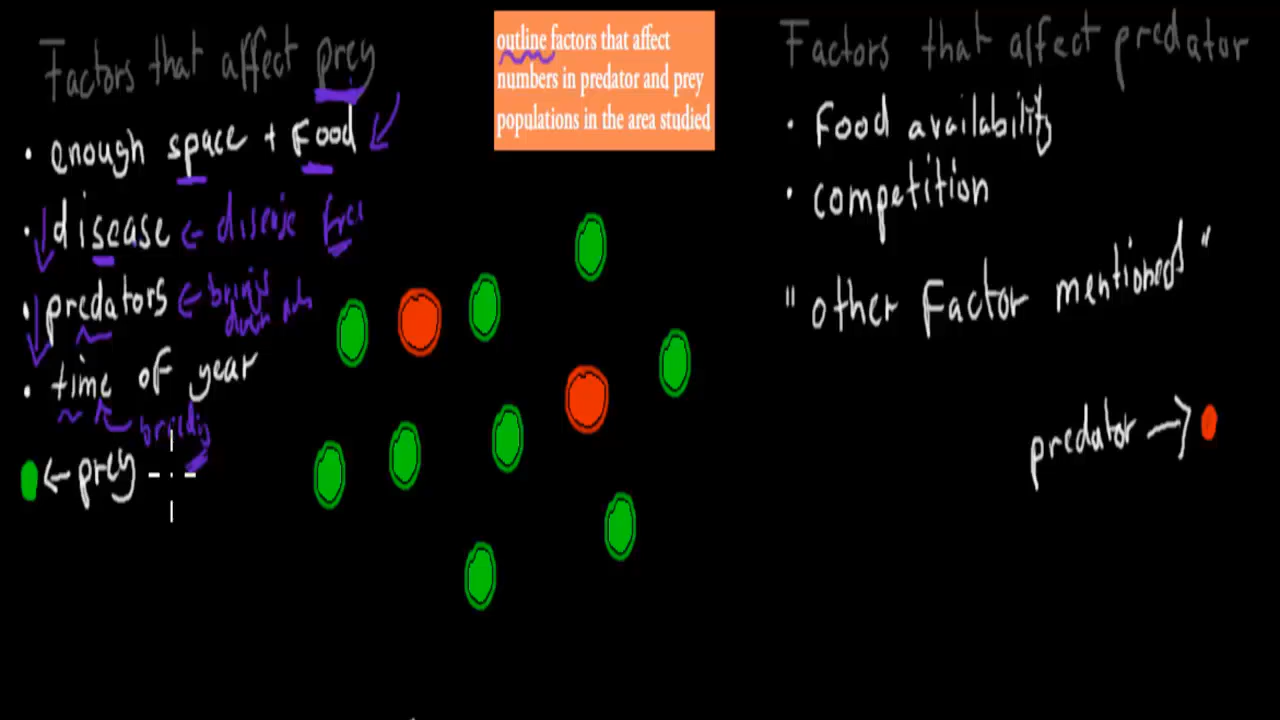 Factors that affect prey
• enough space + Food
• disease ← disease free
• predators ← brings down
• time of year
breeding
← prey
outline factors that affect
numbers in predator and prey
populations in the area studied
Factors that affect predator
• Food availability
• competition
"other Factor mentioned"
predator →